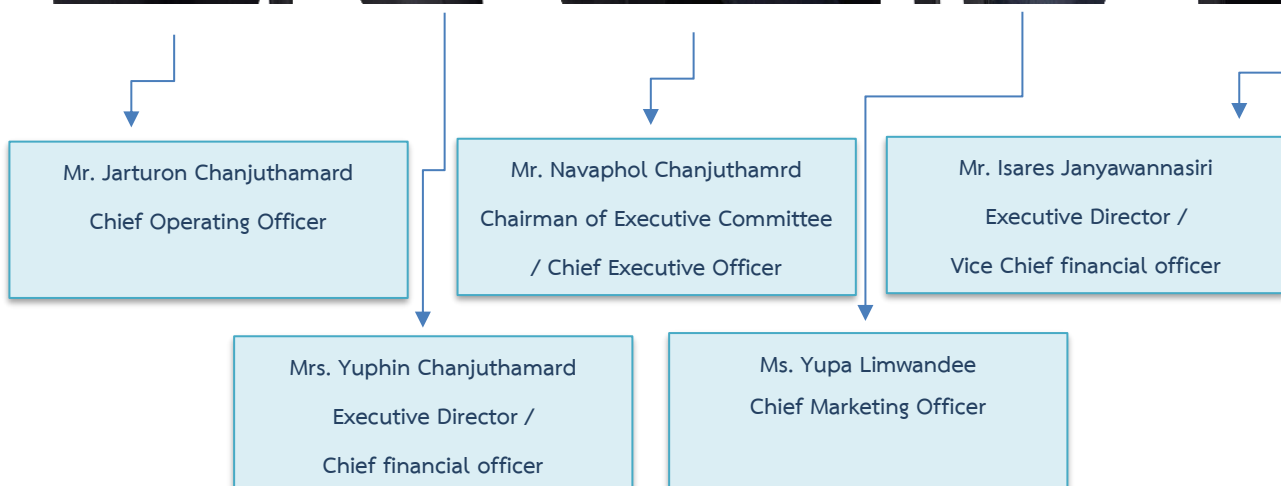 Mr. Jarturon Chanjuthamard
Chief Operating Officer
Mr. Navaphol Chanjuthamrd
Chairman of Executive Committee
/ Chief Executive Officer
Mr. Isares Janyawannasiri
Executive Director /
Vice Chief financial officer
Mrs. Yuphin Chanjuthamard
Executive Director /
Chief financial officer
Ms. Yupa Limwandee
Chief Marketing Officer